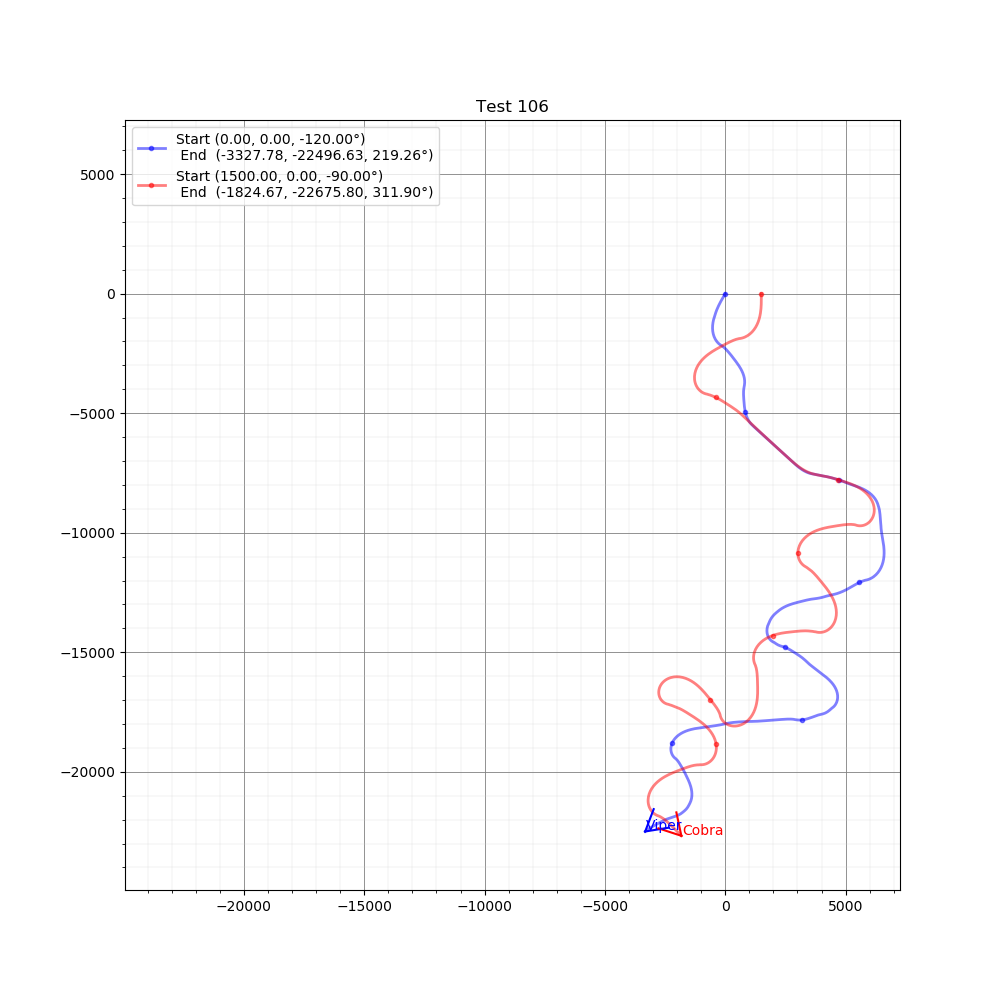 Test 106
Start (0.00, 0.00, -120.00°)
End  (-3327.78, -22496.63, 219.26°)
Start (1500.00, 0.00, -90.00°)
End  (-1824.67, -22675.80, 311.90°)
5000
0
−5000
−10000
−15000
−20000
Viper
Cobra
−20000
−15000
−10000
−5000
0
5000